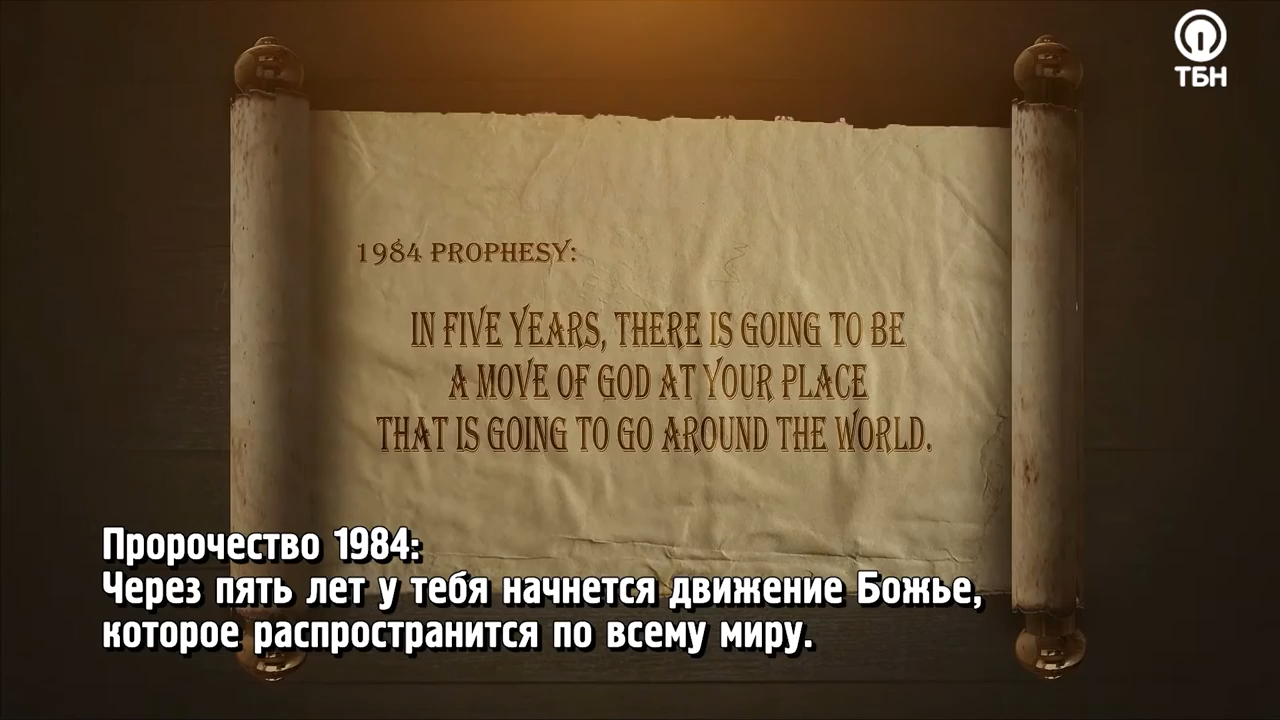 ТБН
1984 PROPHESY:
IN FIVE YEARS, THERE IS GOING TO BE
A MOVE OF GOD AT YOUR PLACE
THAT IS GOING TO GO AROUND THE WORLD.
Пророчество 1984:
Через пять лет у тебя начнется движение Божье,
которое распространится по всему миру.